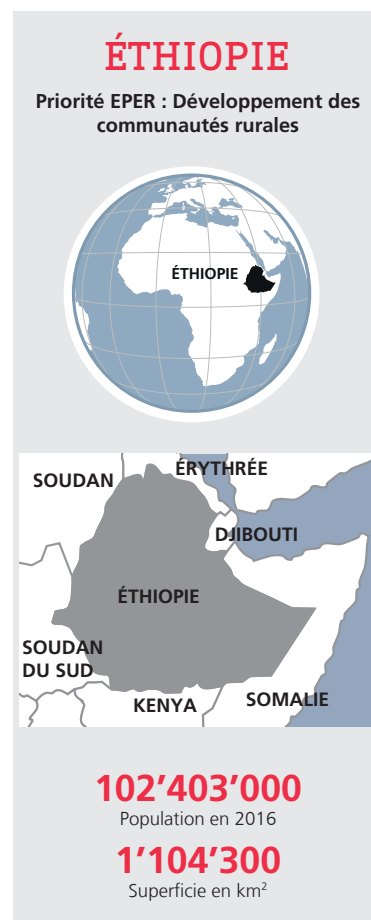 ÉTHIOPIE
Priorité EPER : Développement des
communautés rurales
ÉTHIOPIE
SOUDAN
ÉRYTHRÉE
DJIBOUTI
ÉTHIOPIE
SOUDAN
DU SUD
KENYA
SOMALIE
102’403’000
Population en 2016
1’104’300
Superficie en km²